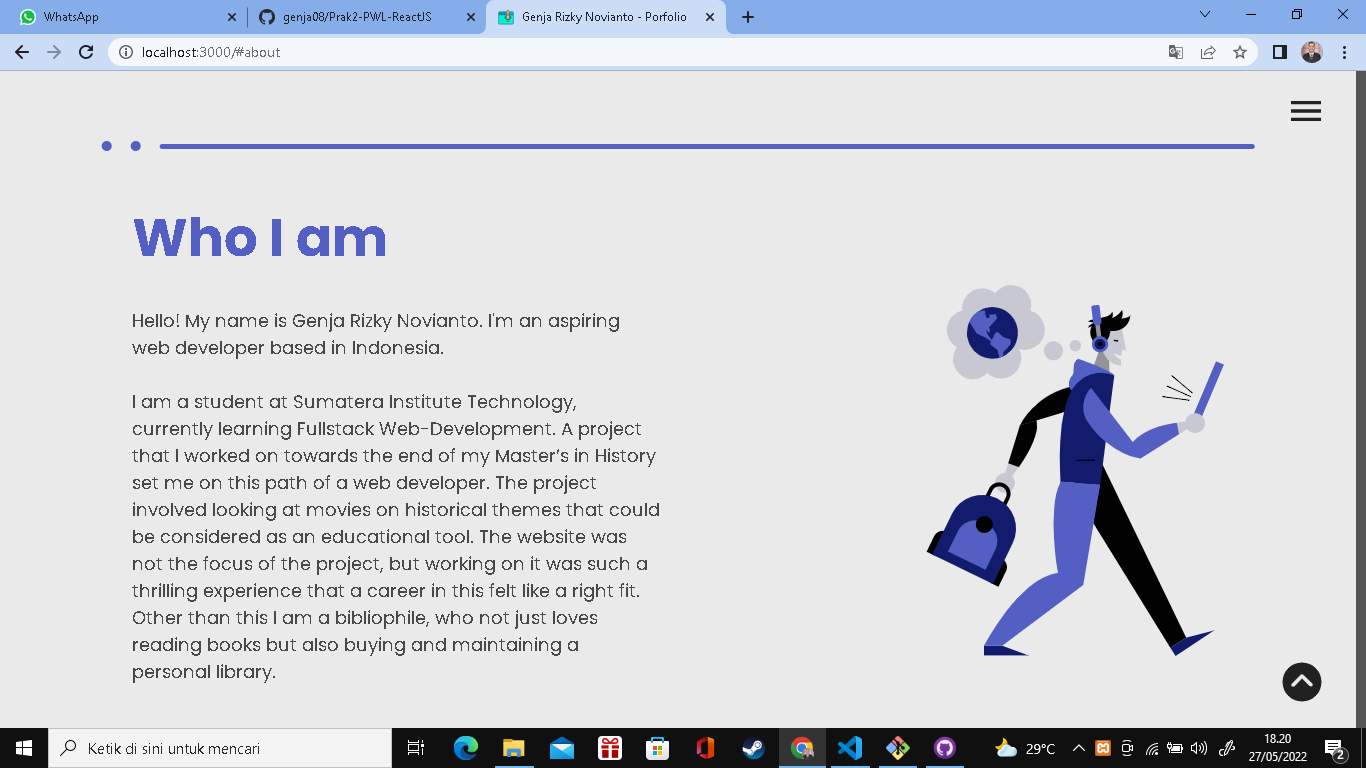 WhatsApp
genja08/Prak2-PWL-ReactJS
Genja Rizky Novianto - Porfolio
localhost:3000/#about
Who I am
Hello! My name is Genja Rizky Novianto. I'm an aspiring
web developer based in Indonesia.
I am a student at Sumatera Institute Technology,
currently learning Fullstack Web-Development. A project
that I worked on towards the end of my Master's in History
set me on this path of a web developer. The project
involved looking at movies on historical themes that could
be considered as an educational tool. The website was
not the focus of the project, but working on it was such a
thrilling experience that a career in this felt like a right fit.
Other than this I am a bibliophile, who not just loves
reading books but also buying and maintaining a
personal library.
Ketik di sini untuk mencari
29°C
18.20
27/05/2022
2